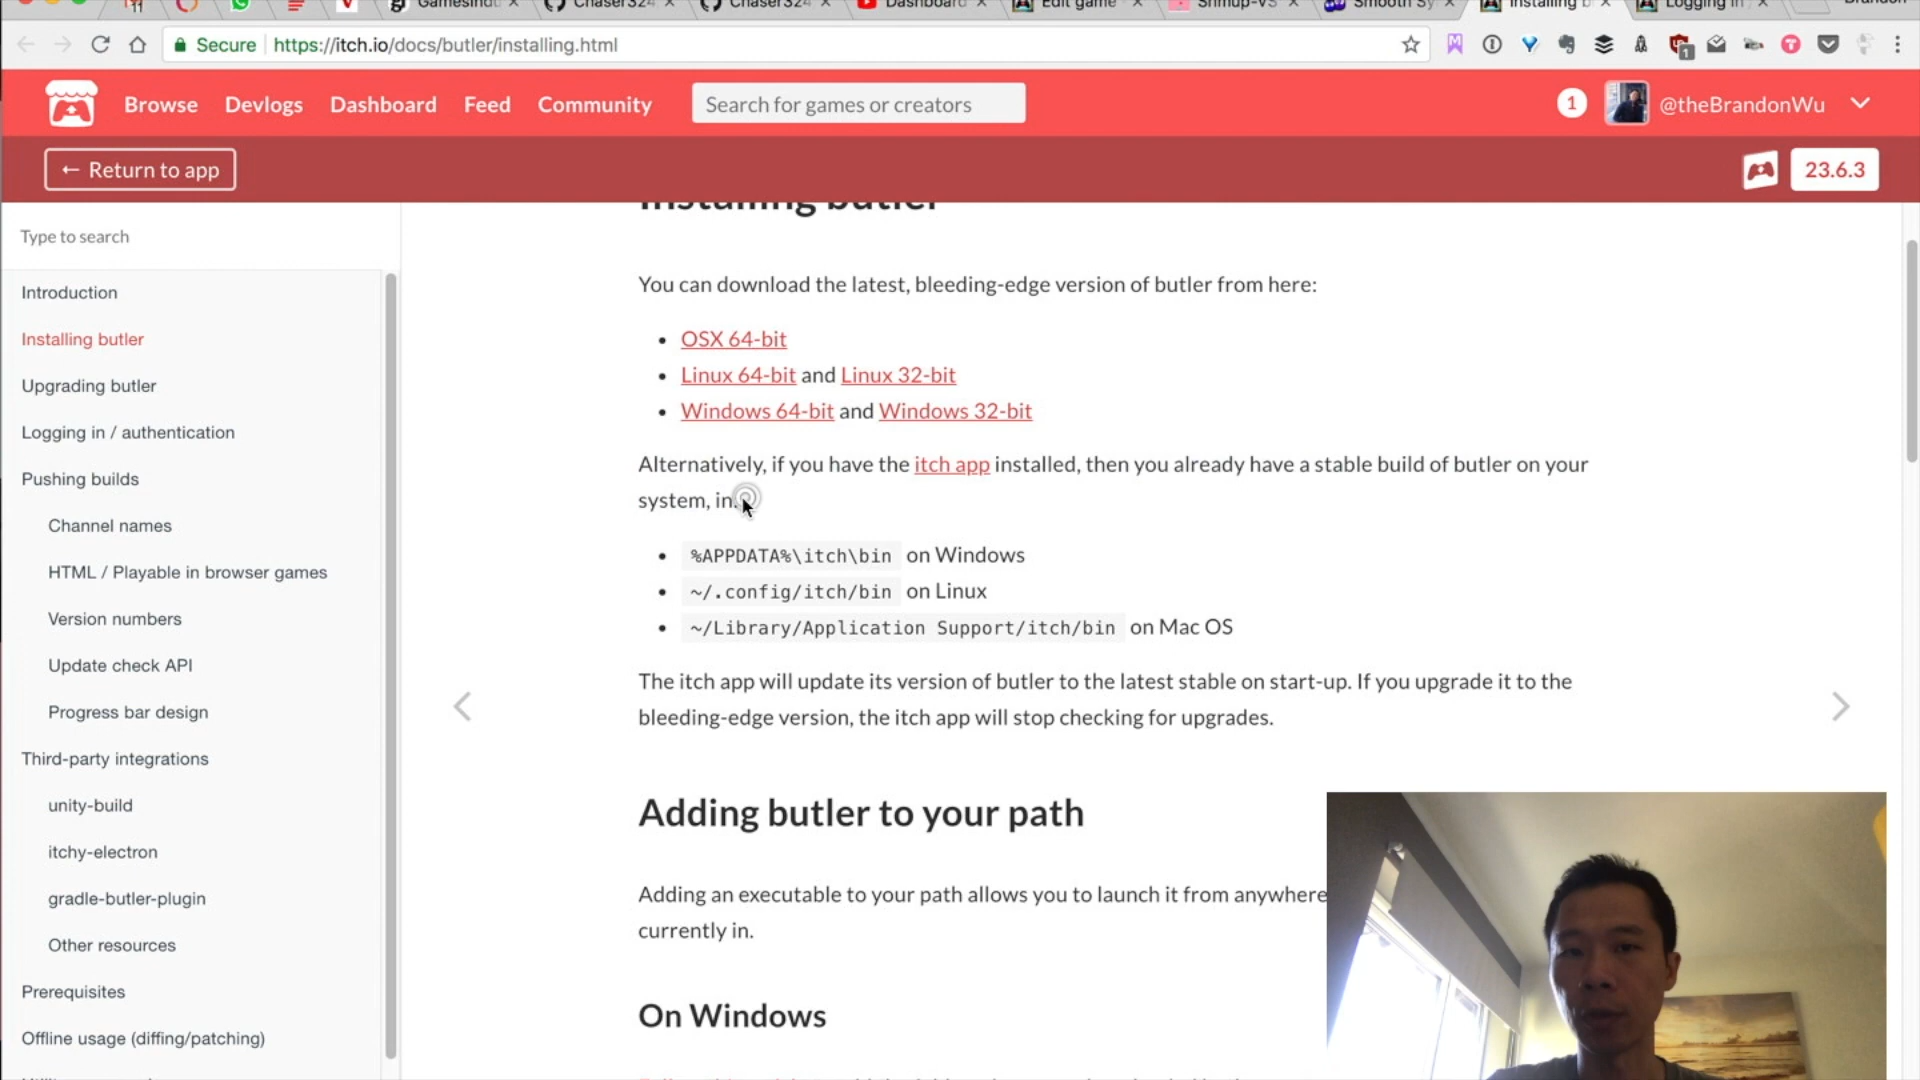 GamesIndu
Chaser324
Chaser324
Dashboard
Edit game
Shmup-VS
Smooth Sy
Installing b
Logging in /
Brandon
Secure
https://itch.io/docs/butler/installing.html
1
Browse
Devlogs
Dashboard
Feed
Community
Search for games or creators
1
@theBrandonWu
← Return to app
23.6.3
Type to search
Introduction
Installing butler
Upgrading butler
Logging in / authentication
Pushing builds
Channel names
HTML / Playable in browser games
Version numbers
Update check API
Progress bar design
Third-party integrations
unity-build
itchy-electron
gradle-butler-plugin
Other resources
Prerequisites
Offline usage (diffing/patching)
Installing butler
You can download the latest, bleeding-edge version of butler from here:
• OSX 64-bit
• Linux 64-bit and Linux 32-bit
• Windows 64-bit and Windows 32-bit
Alternatively, if you have the itch app installed, then you already have a stable build of butler on your
system, in
• %APPDATA%\itch\bin on Windows
• ~/.config/itch/bin on Linux
• ~/Library/Application Support/itch/bin on Mac OS
The itch app will update its version of butler to the latest stable on start-up. If you upgrade it to the
bleeding-edge version, the itch app will stop checking for upgrades.
Adding butler to your path
Adding an executable to your path allows you to launch it from anywhere
currently in.
On Windows